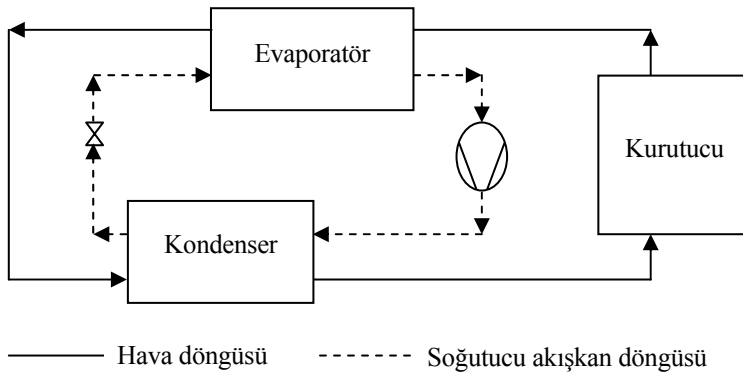 Evaporatör
Kurutucu
Kondenser
Hava döngüsü
Soğutucu akışkan döngüsü